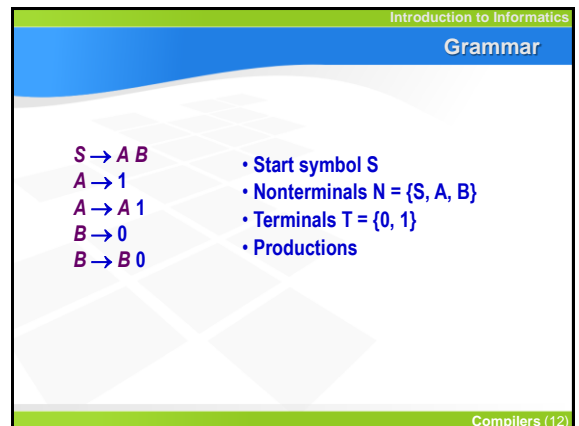 Introduction to Informatics
Grammar
S → A B
A → 1
A → A 1
B → 0
B → B 0
• Start symbol S
• Nonterminals N = {S, A, B}
• Terminals T = {0, 1}
• Productions
Compilers (12)